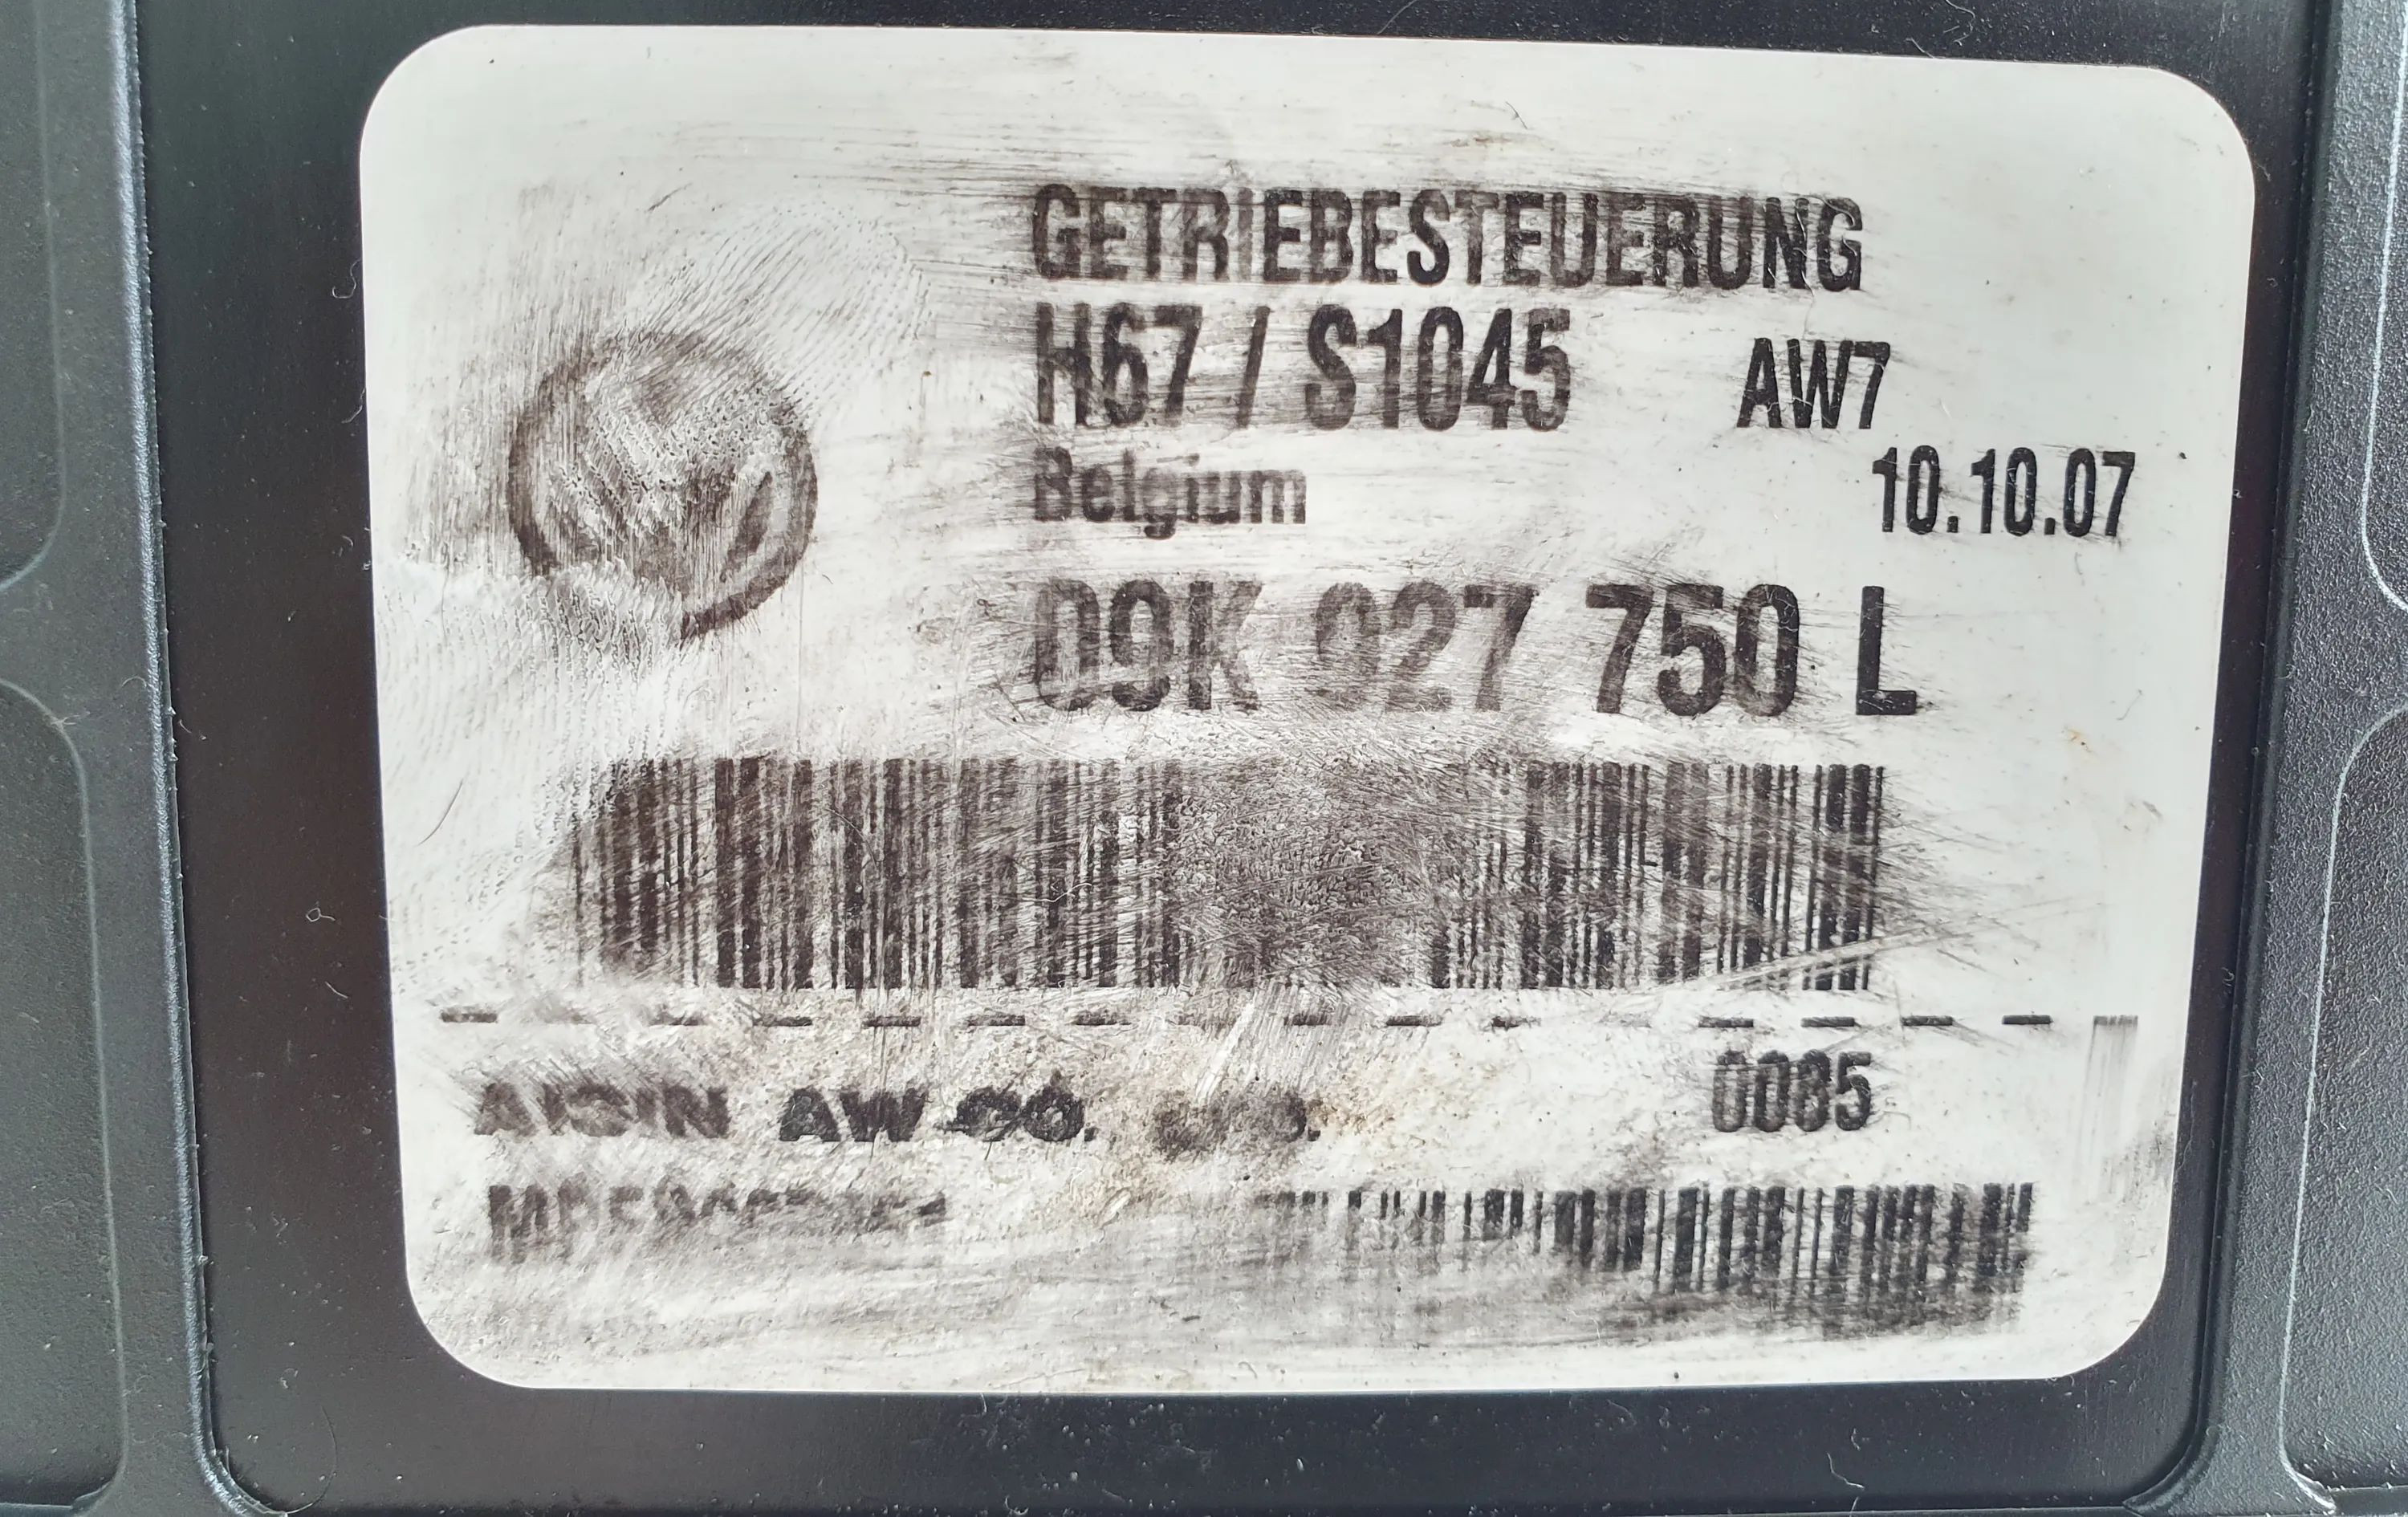 GETRIEBESTEUERUNG
H67 / S1045 AW7
Belgium 10.10.07
09K 927 750 L
AISIN AW CO.
0085